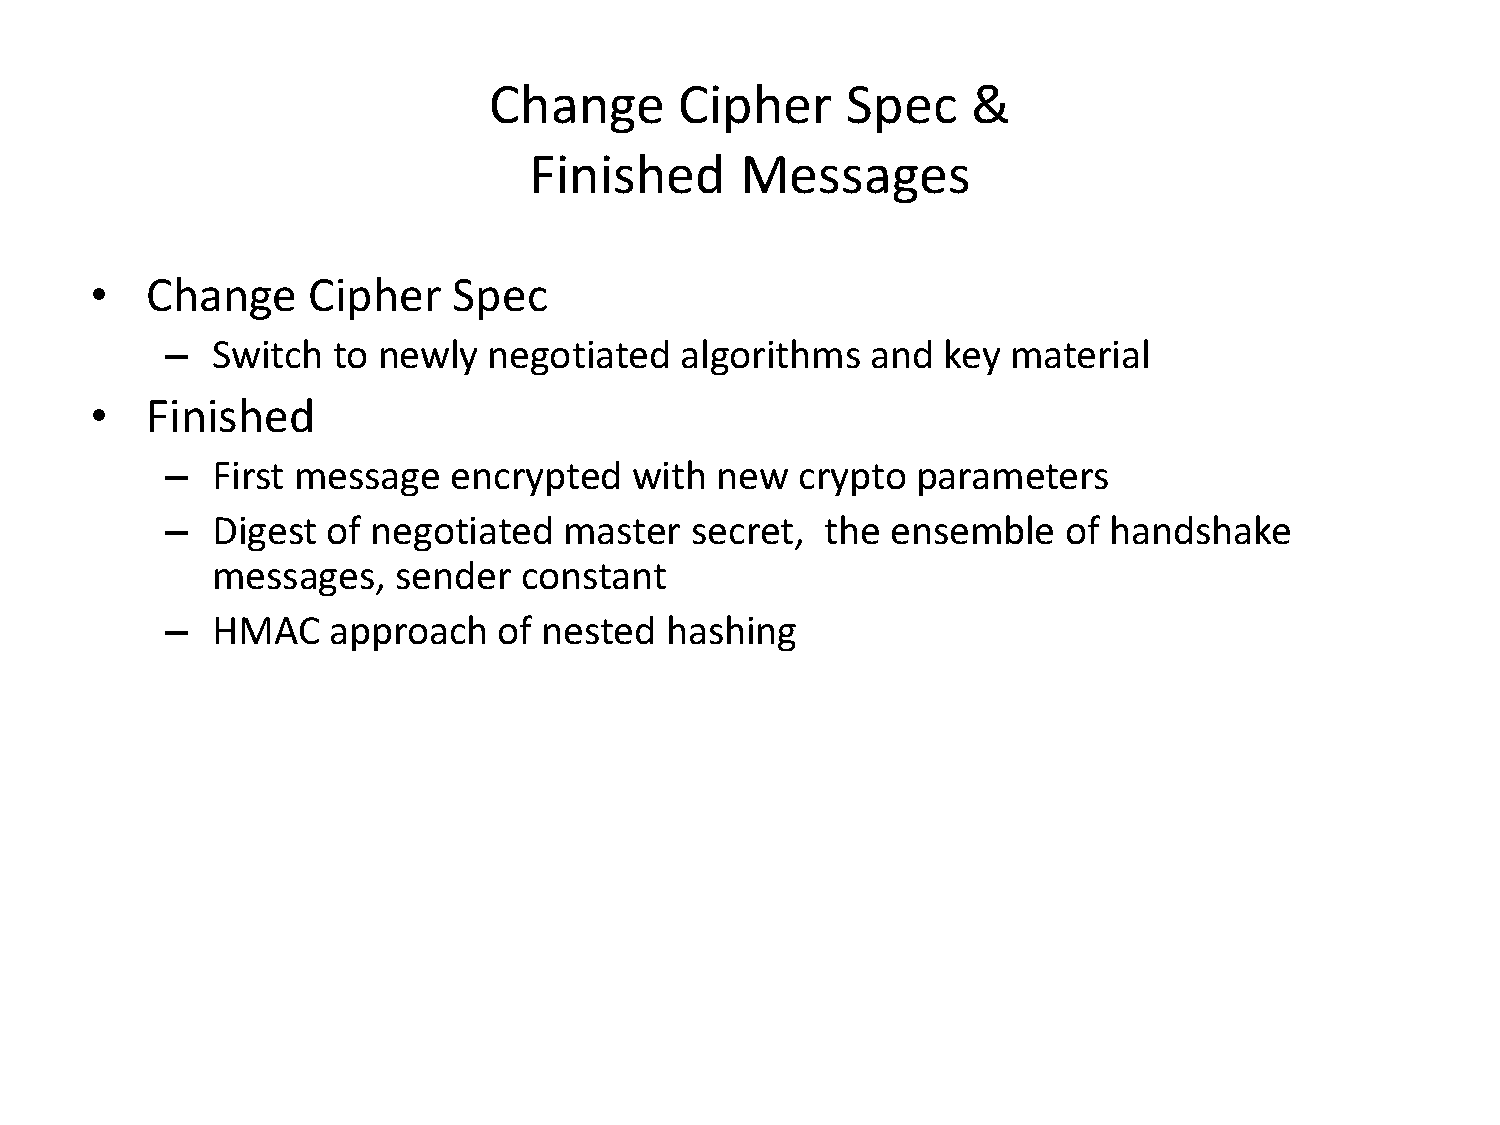 Change Cipher Spec &
Finished Messages
• Change Cipher Spec
– Switch to newly negotiated algorithms and key material
• Finished
– First message encrypted with new crypto parameters
– Digest of negotiated master secret, the ensemble of handshake
messages, sender constant
– HMAC approach of nested hashing